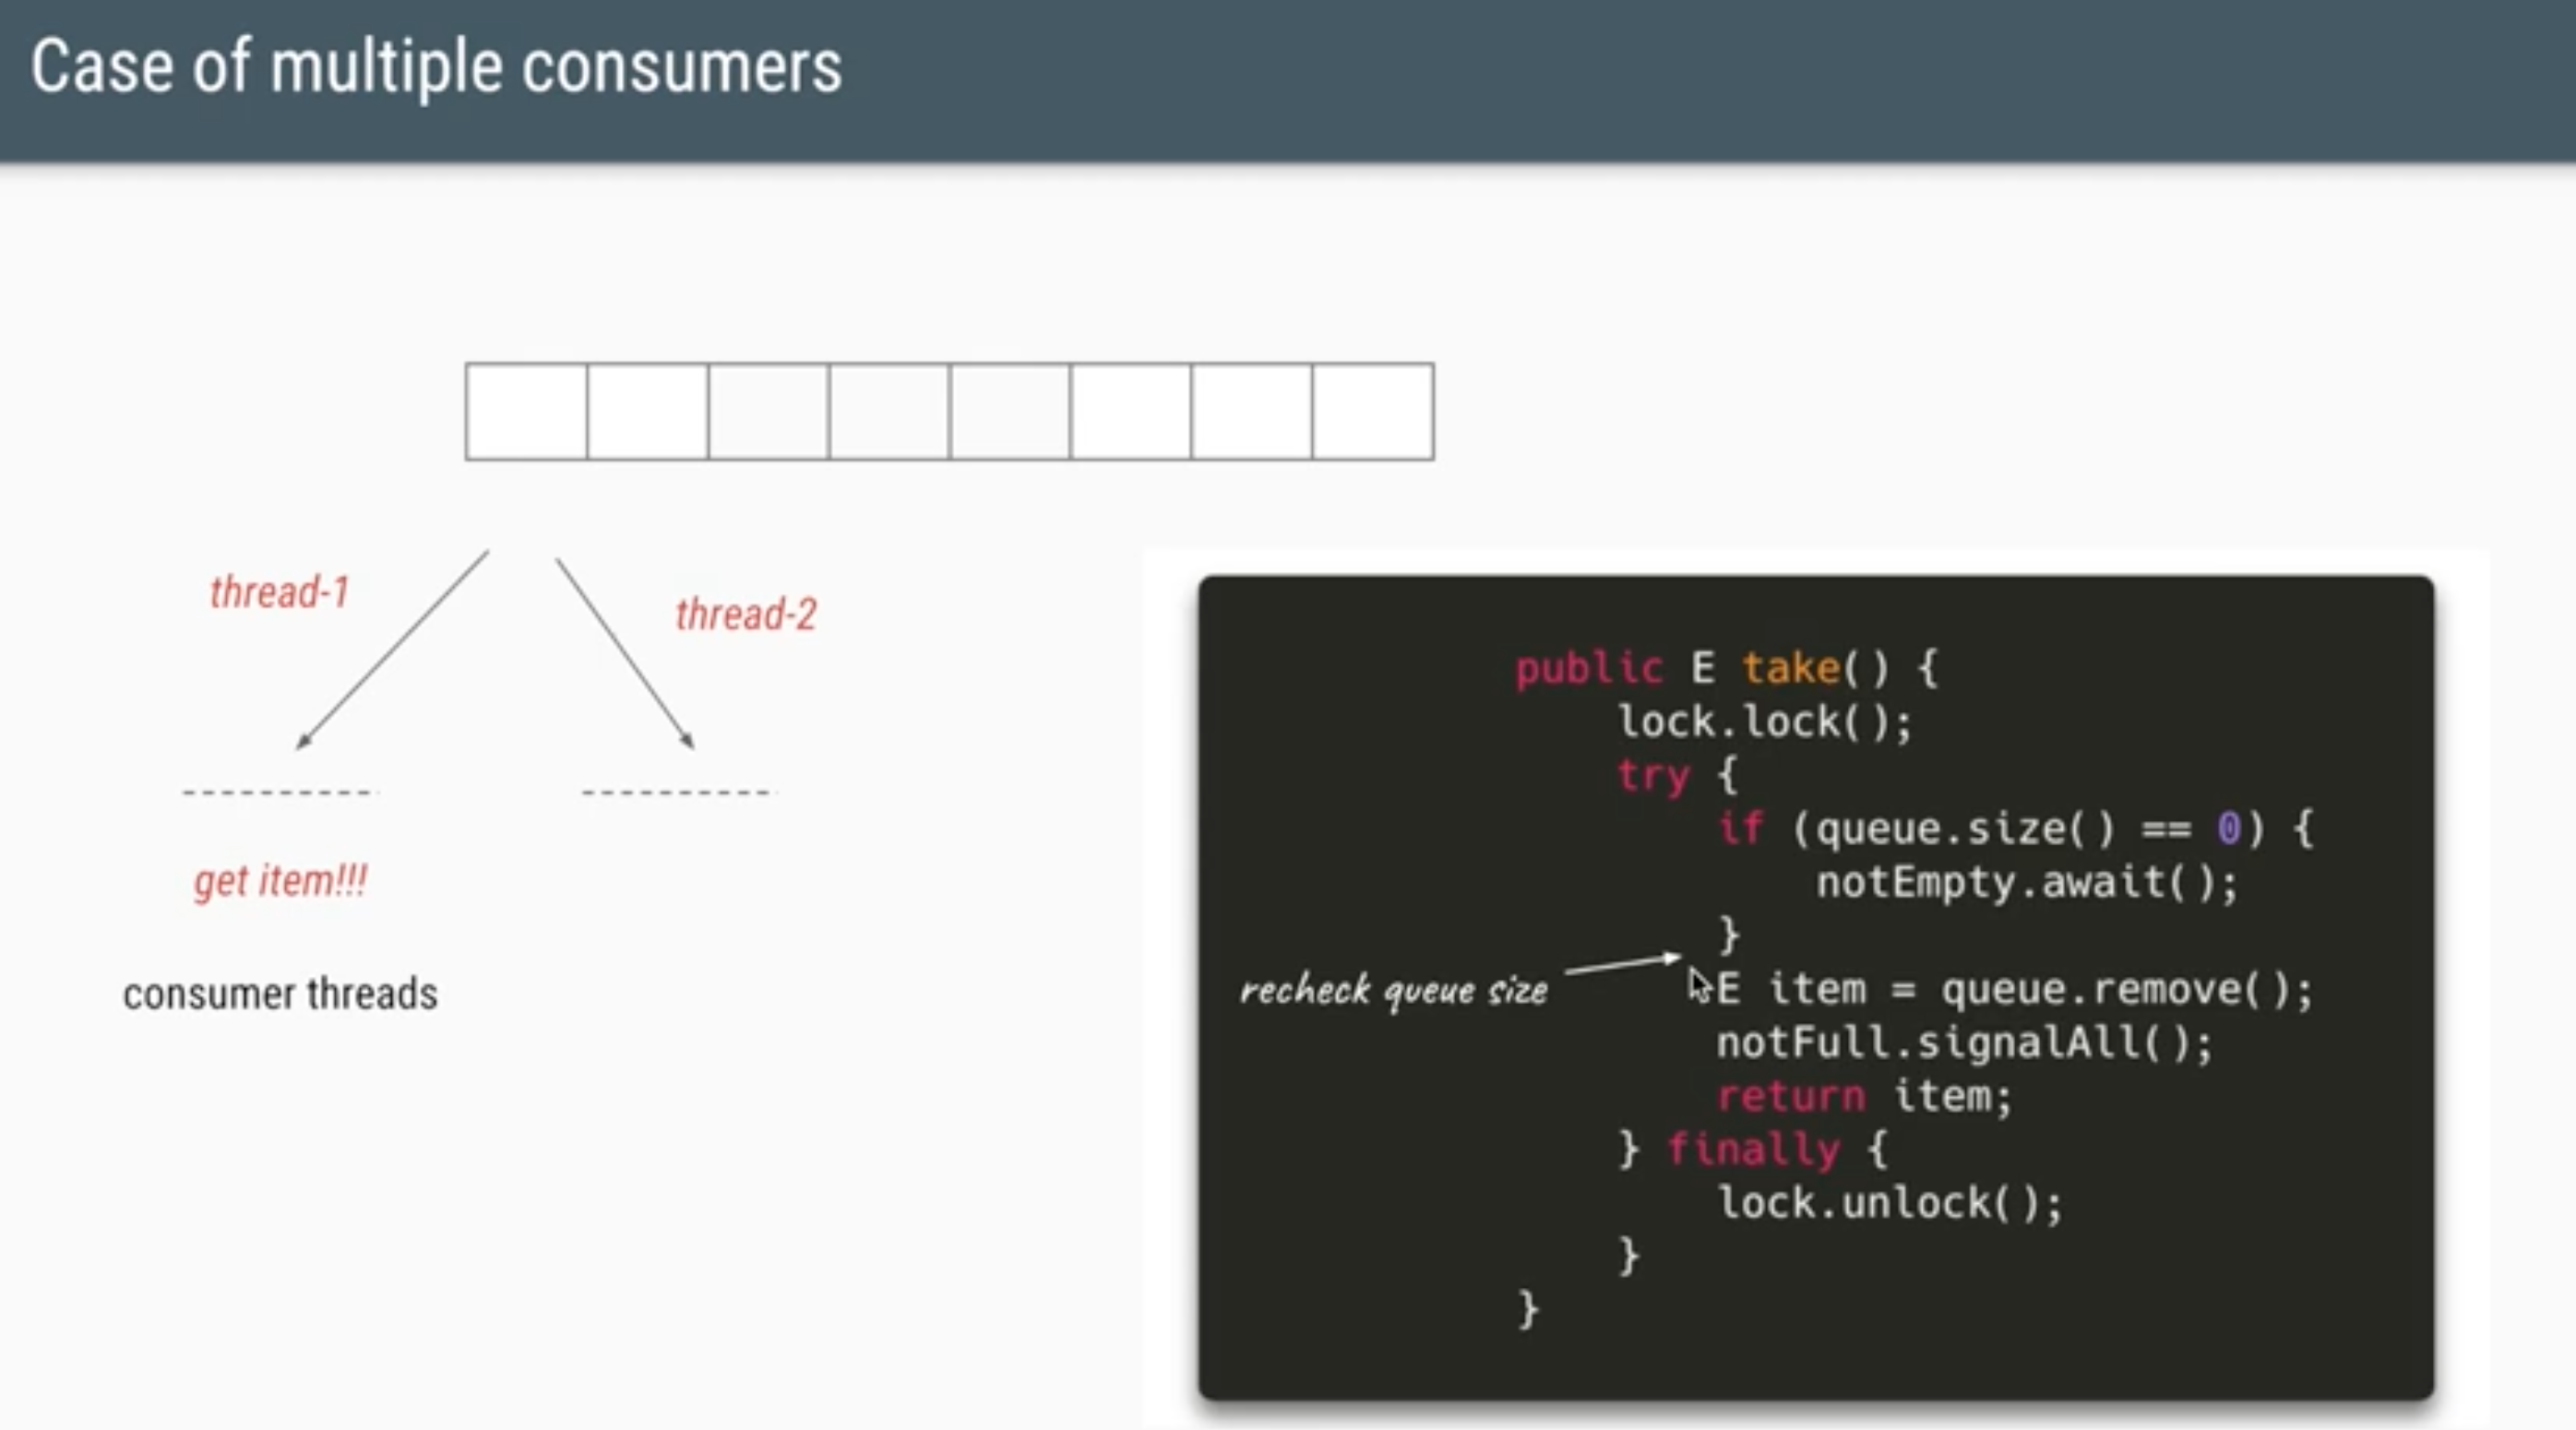 Case of multiple consumers
thread-1
thread-2
get item!!!
consumer threads
public E take() {
lock.lock();
try {
if (queue.size() == 0) {
notEmpty.await();
}
recheck queue size
E item = queue.remove();
notFull.signalAll();
return item;
} finally {
lock.unlock();
}
}